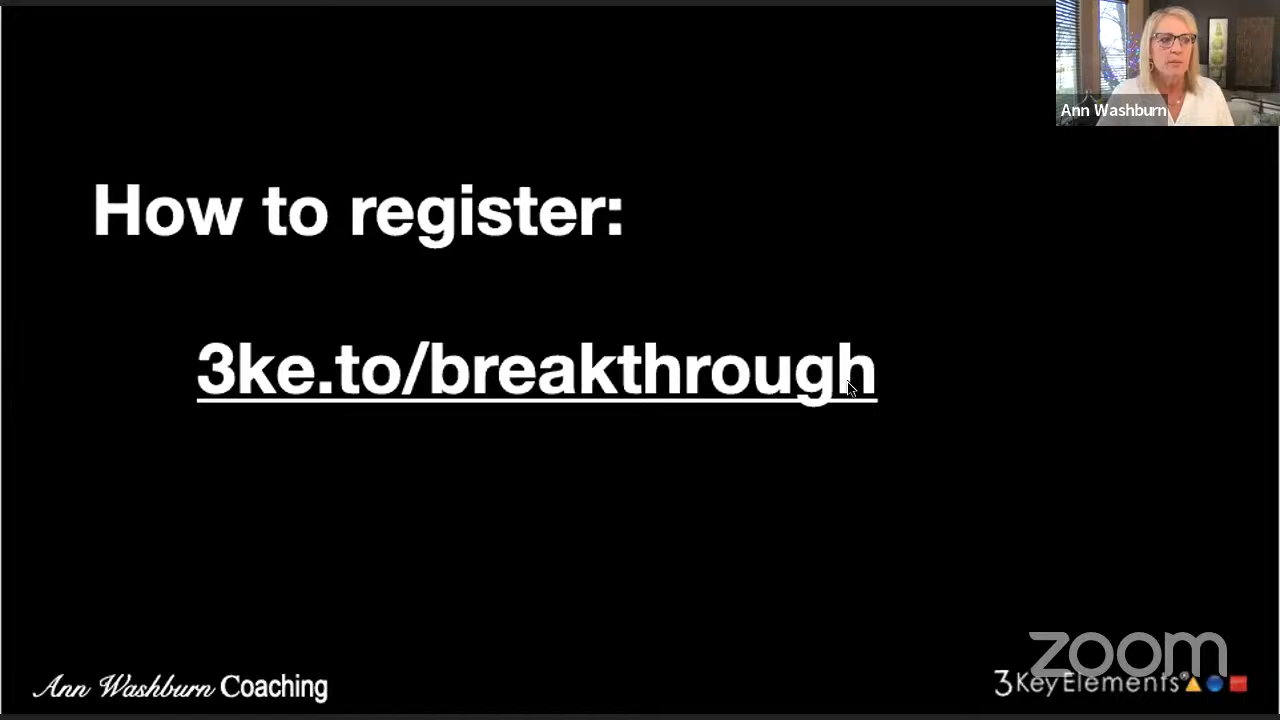 Ann Washburn
How to register:
3ke.to/breakthrough
zoom
Ann Washburn Coaching
3 Key Elements®